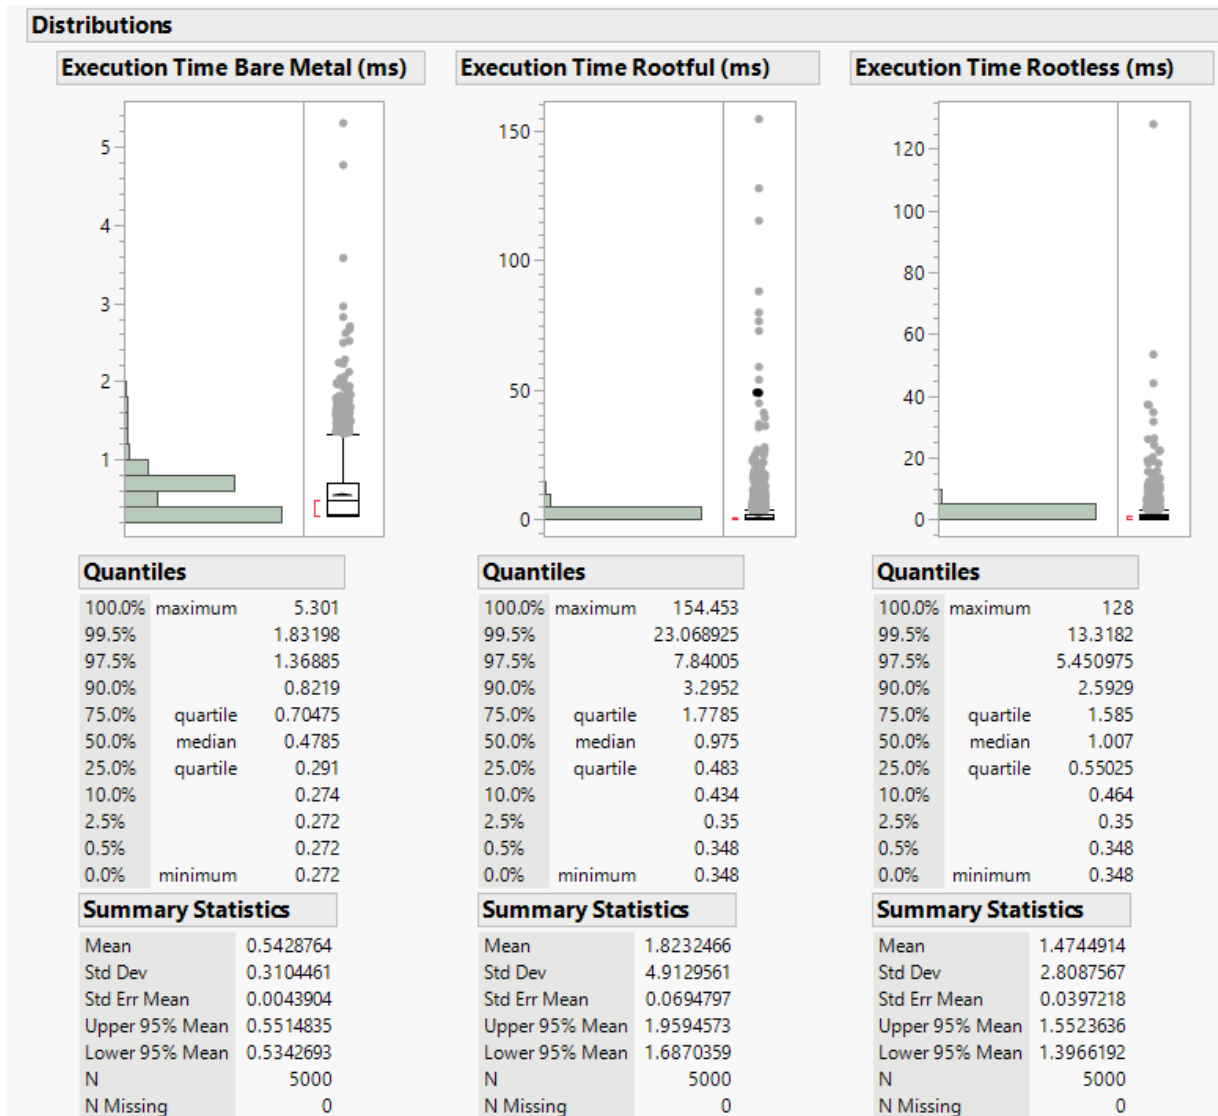 Distributions
Execution Time Bare Metal (ms)
5
4
3
2
1
Quantiles
100.0% maximum 5.301
99.5% 1.83198
97.5% 1.36885
90.0% 0.8219
75.0% quartile 0.70475
50.0% median 0.4785
25.0% quartile 0.291
10.0% 0.274
2.5% 0.272
0.5% 0.272
0.0% minimum 0.272
Summary Statistics
Mean 0.5428764
Std Dev 0.3104461
Std Err Mean 0.0043904
Upper 95% Mean 0.5514835
Lower 95% Mean 0.5342693
N 5000
N Missing 0
Execution Time Rootful (ms)
150
100
50
0
Quantiles
100.0% maximum 154.453
99.5% 23.068925
97.5% 7.84005
90.0% 3.2952
75.0% quartile 1.7785
50.0% median 0.975
25.0% quartile 0.483
10.0% 0.434
2.5% 0.35
0.5% 0.348
0.0% minimum 0.348
Summary Statistics
Mean 1.8232466
Std Dev 4.9129561
Std Err Mean 0.0694797
Upper 95% Mean 1.9594573
Lower 95% Mean 1.6870359
N 5000
N Missing 0
Execution Time Rootless (ms)
120
100
80
60
40
20
0
Quantiles
100.0% maximum 128
99.5% 13.3182
97.5% 5.450975
90.0% 2.5929
75.0% quartile 1.585
50.0% median 1.007
25.0% quartile 0.55025
10.0% 0.464
2.5% 0.35
0.5% 0.348
0.0% minimum 0.348
Summary Statistics
Mean 1.4744914
Std Dev 2.8087567
Std Err Mean 0.0397218
Upper 95% Mean 1.5523636
Lower 95% Mean 1.3966192
N 5000
N Missing 0